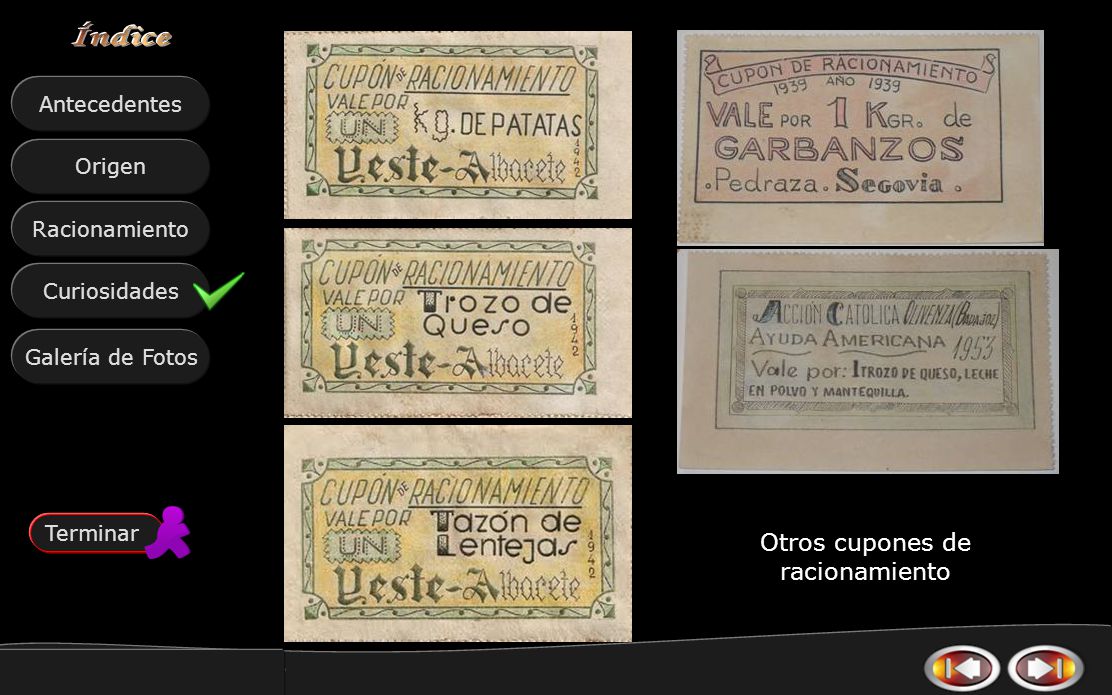 Índice
Antecedentes
Origen
Racionamiento
Curiosidades
Galería de Fotos
Terminar
CUPÓN DE RACIONAMIENTO
VALE POR
UN Kg. DE PATATAS
Yeste-Albacete
1942
CUPÓN DE RACIONAMIENTO
VALE POR Trozo de
UN Queso
Yeste-Albacete
1942
CUPÓN DE RACIONAMIENTO
VALE POR Tazón de
UN Lentejas
Yeste-Albacete
1942
CUPON DE RACIONAMIENTO
1939 AÑO 1939
VALE POR 1 KGR. de
GARBANZOS
.Pedraza. Segovia .
ACCIÓN CATOLICA OLIVENZA (BADAJOZ)
AYUDA AMERICANA 1953
Vale por: 1 TROZO DE QUESO, LECHE
EN POLVO Y MANTEQUILLA.
Otros cupones de
racionamiento